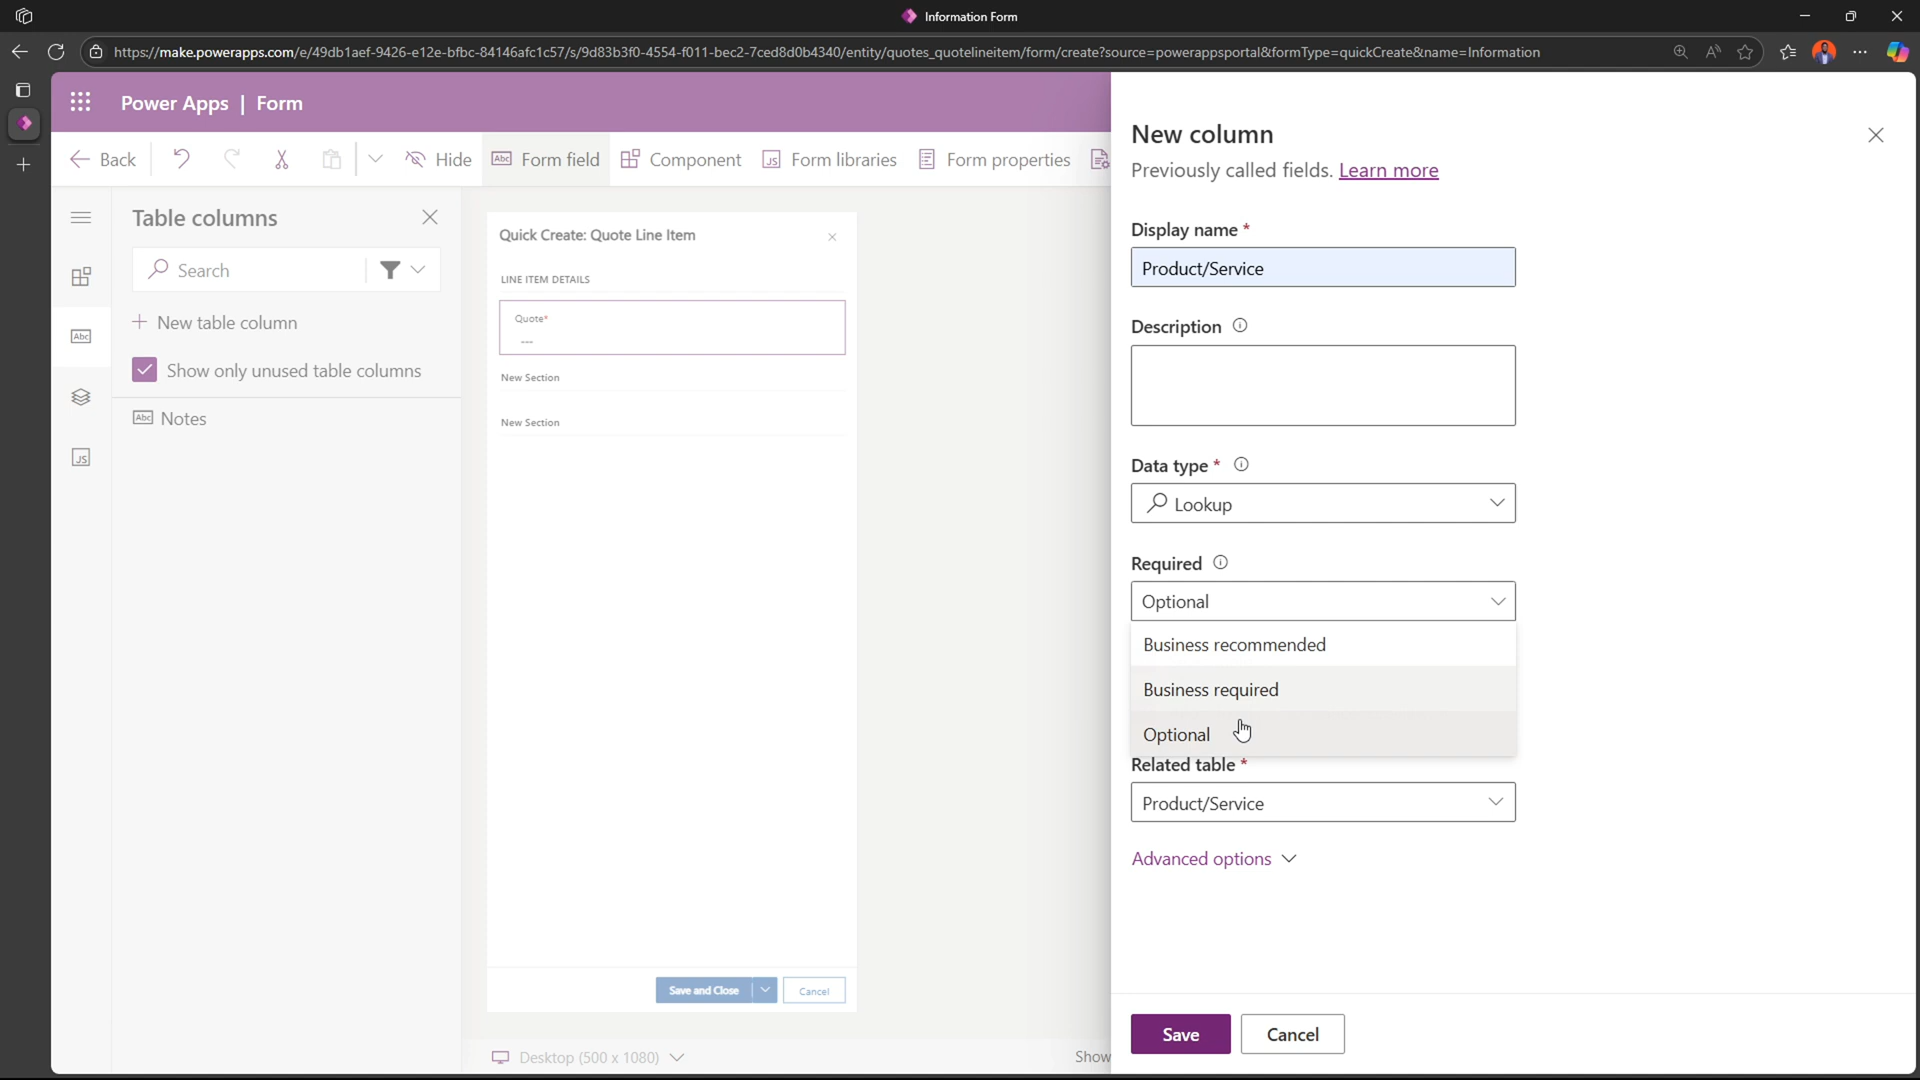 Information Form
https://make.powerapps.com/e/49db1aef-9426-e12e-bfbc-84146afc1c57/s/9d83b3f0-4554-f011-bec2-7ced8d0b4340/entity/quotes_quotelineitem/form/create?source=powerappsportal&formType=quickCreate&name=Information
Power Apps | Form
Back
Hide
Abc Form field
Component
JS Form libraries
Form properties
Table columns
Search
New table column
Show only unused table columns
Abc Notes
Abc
JS
Quick Create: Quote Line Item
LINE ITEM DETAILS
Quote*
---
New Section
New Section
Save and Close
Cancel
Desktop (500 x 1080)
Show
New column
Previously called fields. Learn more
Display name *
Product/Service
Description
Data type *
Lookup
Required
Optional
Business recommended
Business required
Optional
Related table *
Product/Service
Advanced options
Save
Cancel